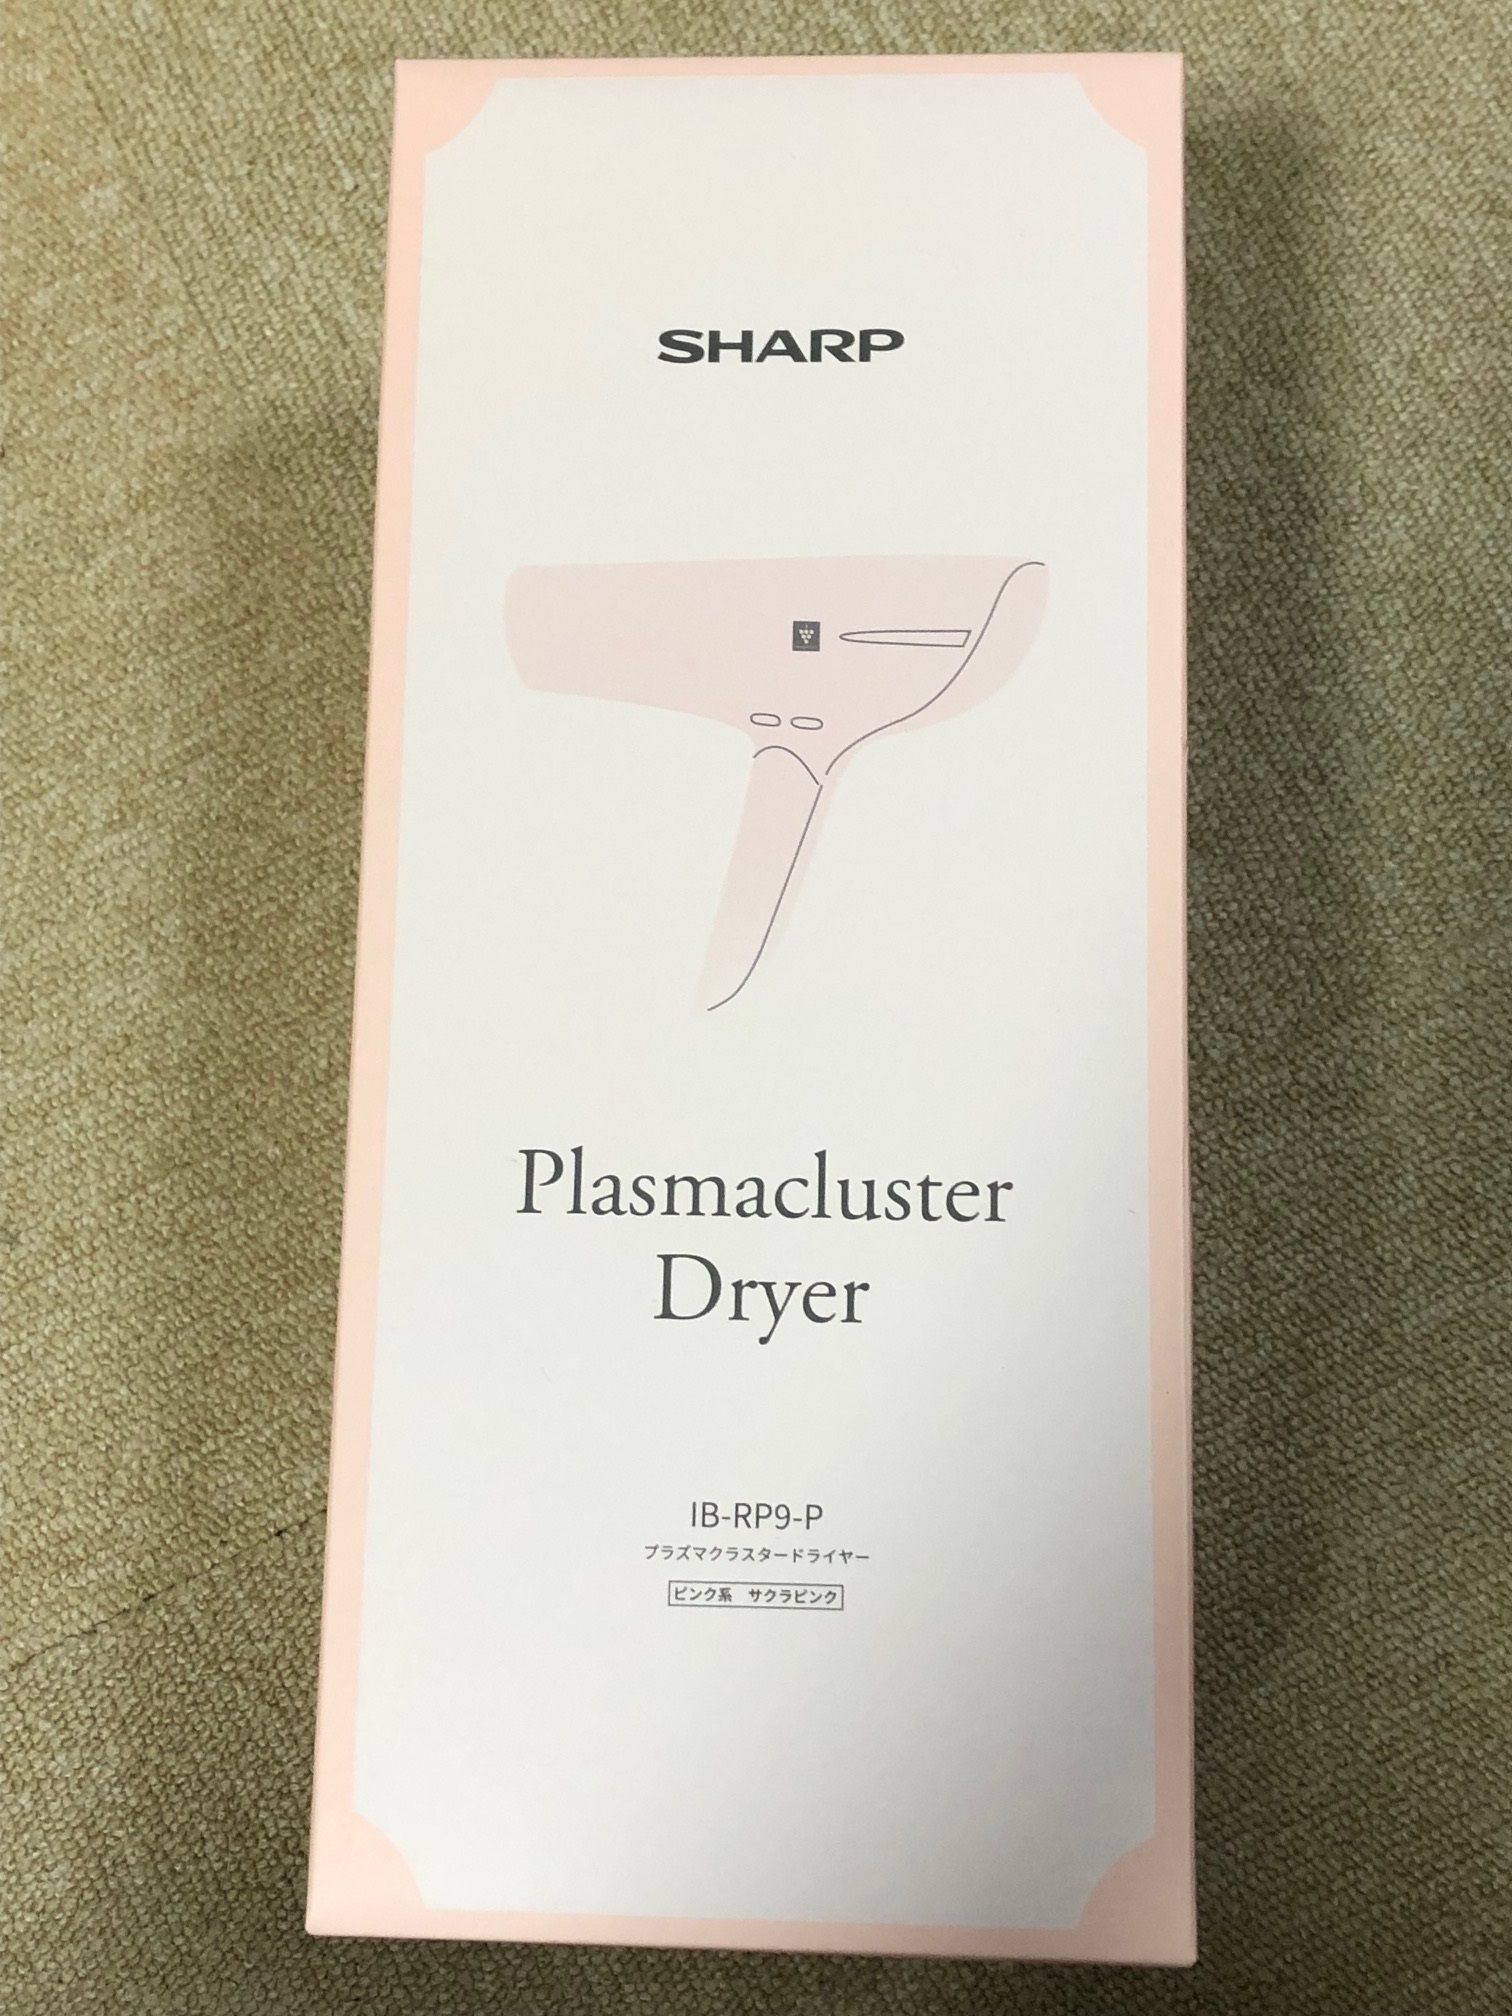 SHARP
Plasmacluster
Dryer
IB-RP9-P
プラズマクラスタードライヤー
ピンク系　サクラピンク